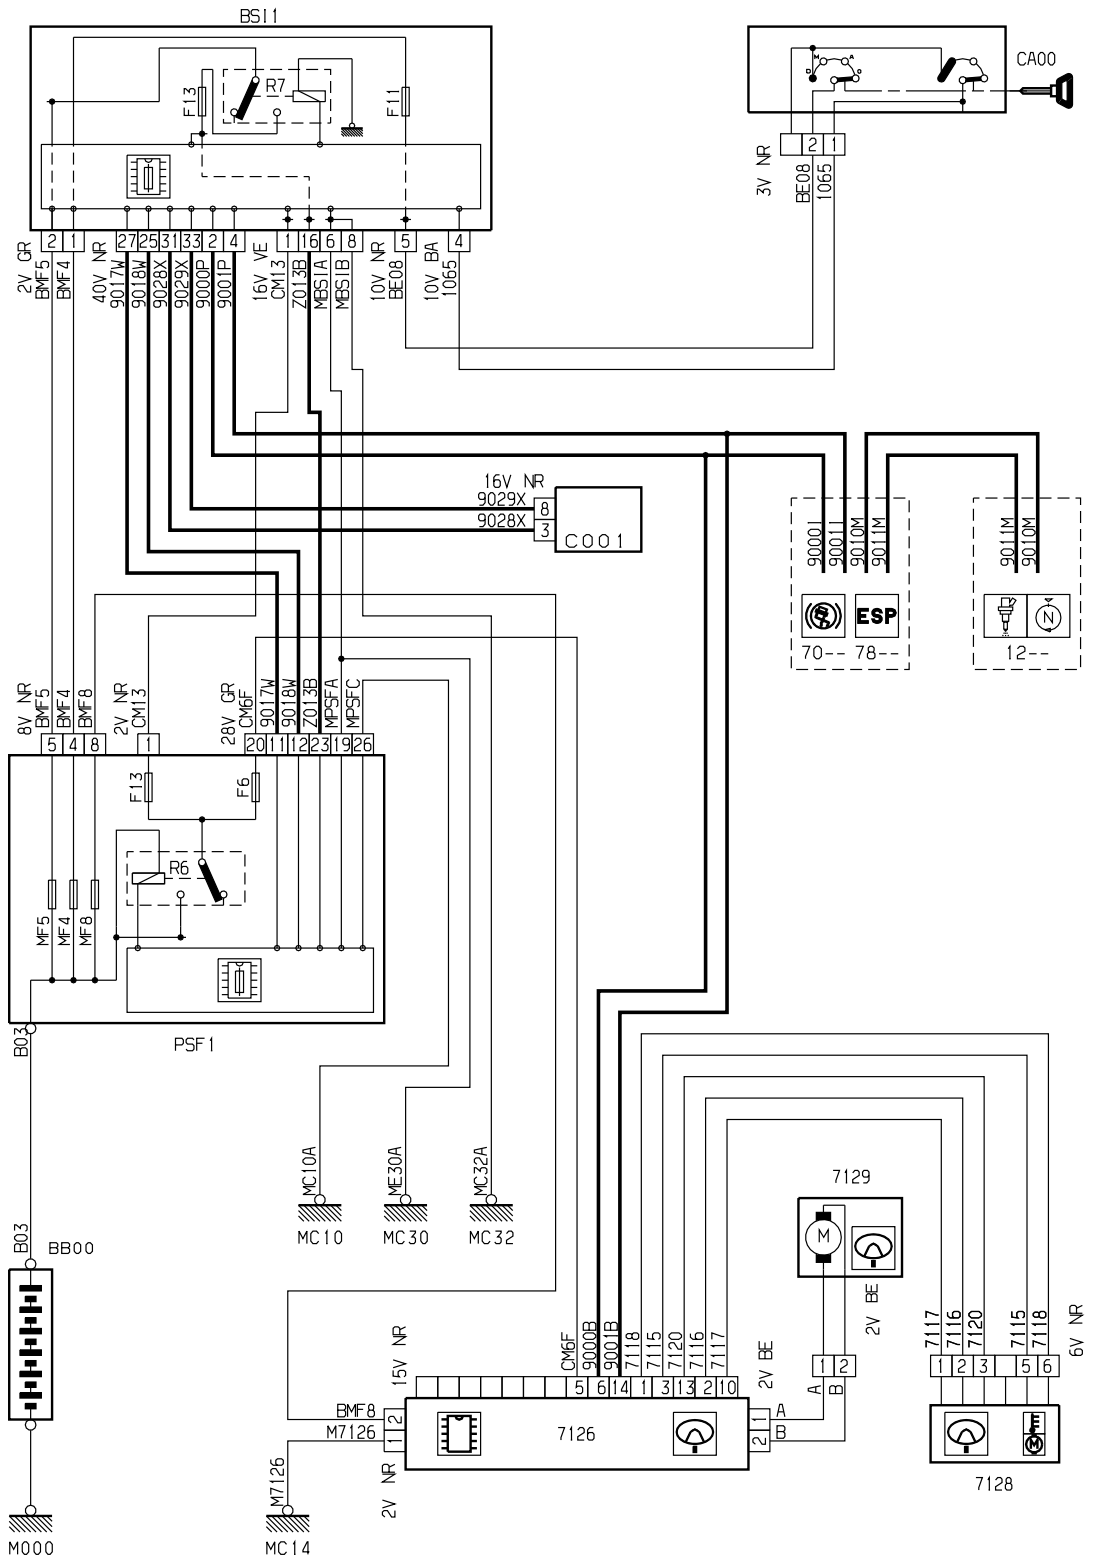 BSI1
CA00
D
M
A
C
F13
R7
F11
3V NR
2
1
BE08
1065
2
1
27
25
31
33
2
4
1
16
6
8
5
4
2V GR
BMF5
BMF4
40V NR
9017W
9018W
9028X
9029X
9000P
9001P
16V VE
CM13
Z013B
MBSIA
MBSIB
10V NR
BE08
10V BA
1065
16V NR
9029X
8
9028X
3
C001
9000I
9001I
9010M
9011M
ESP
70--
78--
9011M
9010M
N
12--
8V NR
BMF5
BMF4
BMF8
2V NR
CM13
28V GR
CM6F
9017W
9018W
Z013B
MPSFA
MPSFC
5
4
8
1
20
11
12
23
19
26
F13
F6
R6
MF5
MF4
MF8
PSF1
B03
B03
BB00
M000
MC10A
MC10
ME30A
MC30
MC32A
MC32
7129
M
2V BE
1
2
A
B
15V NR
CM6F
9000B
9001B
7118
7115
7120
7116
7117
5
6
14
1
3
13
2
10
2V BE
BMF8
2
M7126
1
7126
1
A
2
B
2V NR
M7126
MC14
7117
7116
7120
7115
7118
6V NR
1
2
3
5
6
M
7128